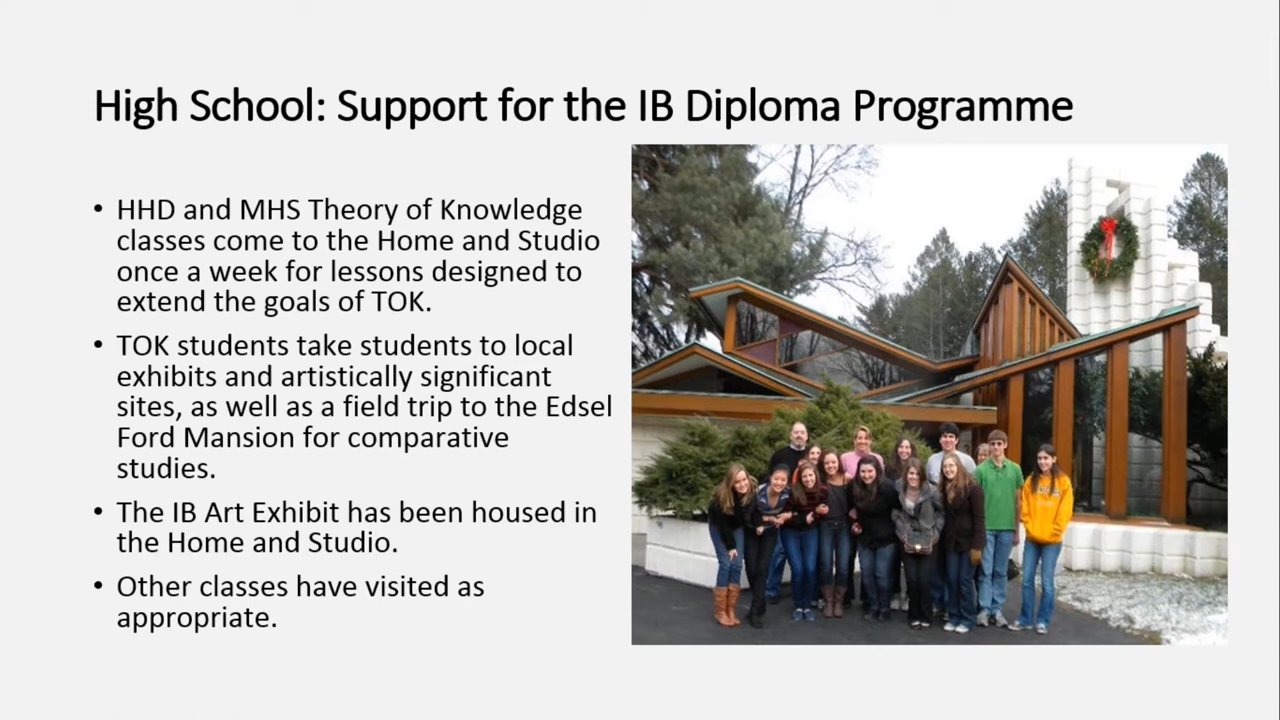 High School: Support for the IB Diploma Programme
• HHD and MHS Theory of Knowledge
classes come to the Home and Studio
once a week for lessons designed to
extend the goals of TOK.
• TOK students take students to local
exhibits and artistically significant
sites, as well as a field trip to the Edsel
Ford Mansion for comparative
studies.
• The IB Art Exhibit has been housed in
the Home and Studio.
• Other classes have visited as
appropriate.